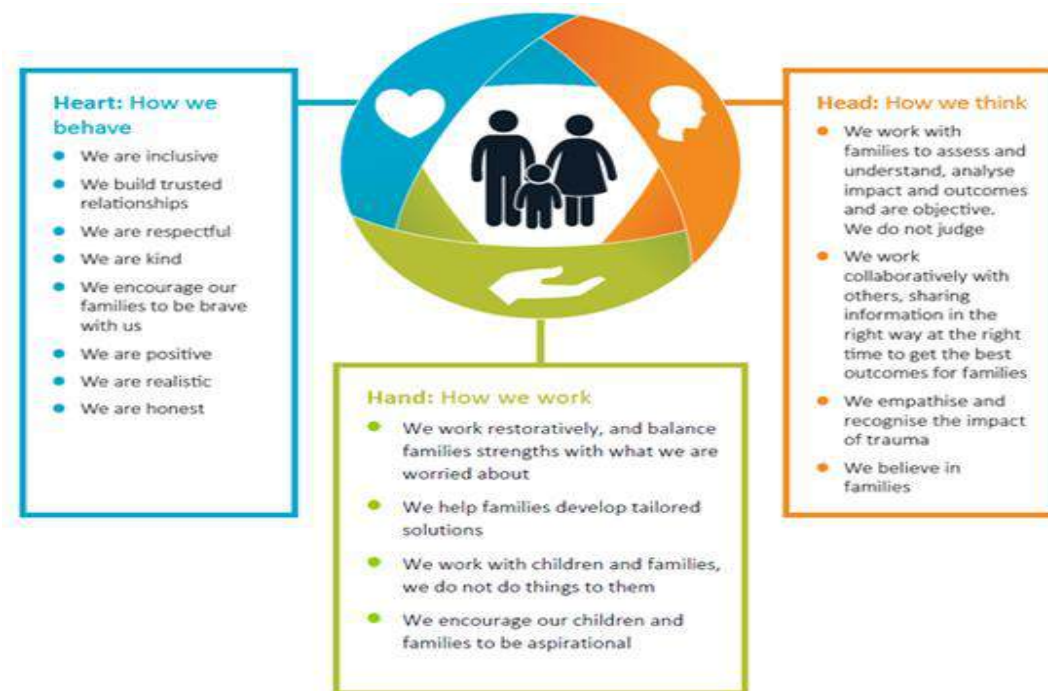 Heart: How we
behave
We are inclusive
We build trusted
relationships
We are respectful
We are kind
We encourage our
families to be brave
with us
We are positive
We are realistic
We are honest
Head: How we think
We work with
families to assess and
understand, analyse
impact and outcomes
and are objective.
We do not judge
We work
collaboratively with
others, sharing
information in the
right way at the right
time to get the best
outcomes for families
We empathise and
recognise the impact
of trauma
We believe in
families
Hand: How we work
We work restoratively, and balance
families strengths with what we are
worried about
We help families develop tailored
solutions
We work with children and families,
we do not do things to them
We encourage our children and
families to be aspirational